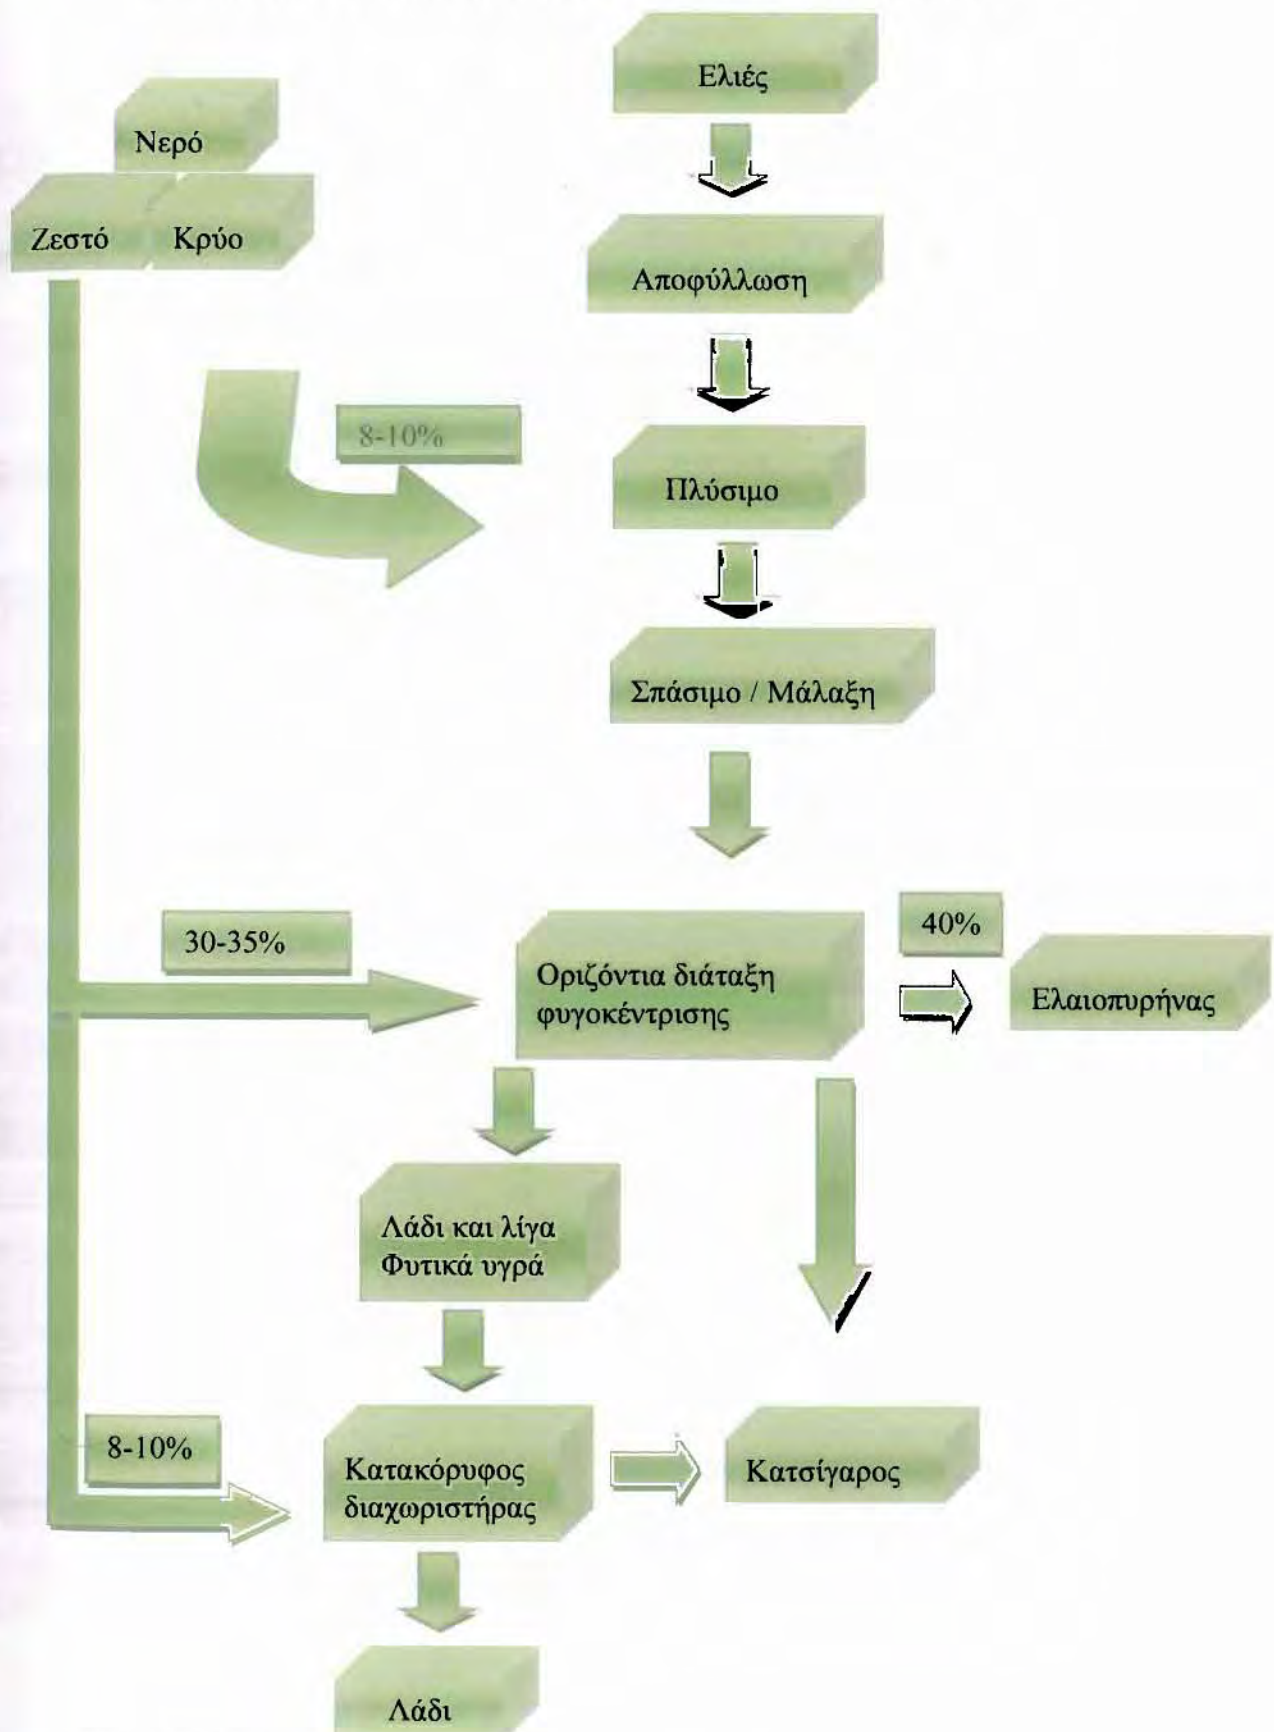 Ελιές
Νερό
Ζεστό
Κρύο
Αποφύλλωση
8-10%
Πλύσιμο
Σπάσιμο / Μάλαξη
30-35%
Οριζόντια διάταξη
φυγοκέντρισης
40%
Ελαιοπυρήνας
Λάδι και λίγα
Φυτικά υγρά
8-10%
Κατακόρυφος
διαχωριστήρας
Κατσίγαρος
Λάδι